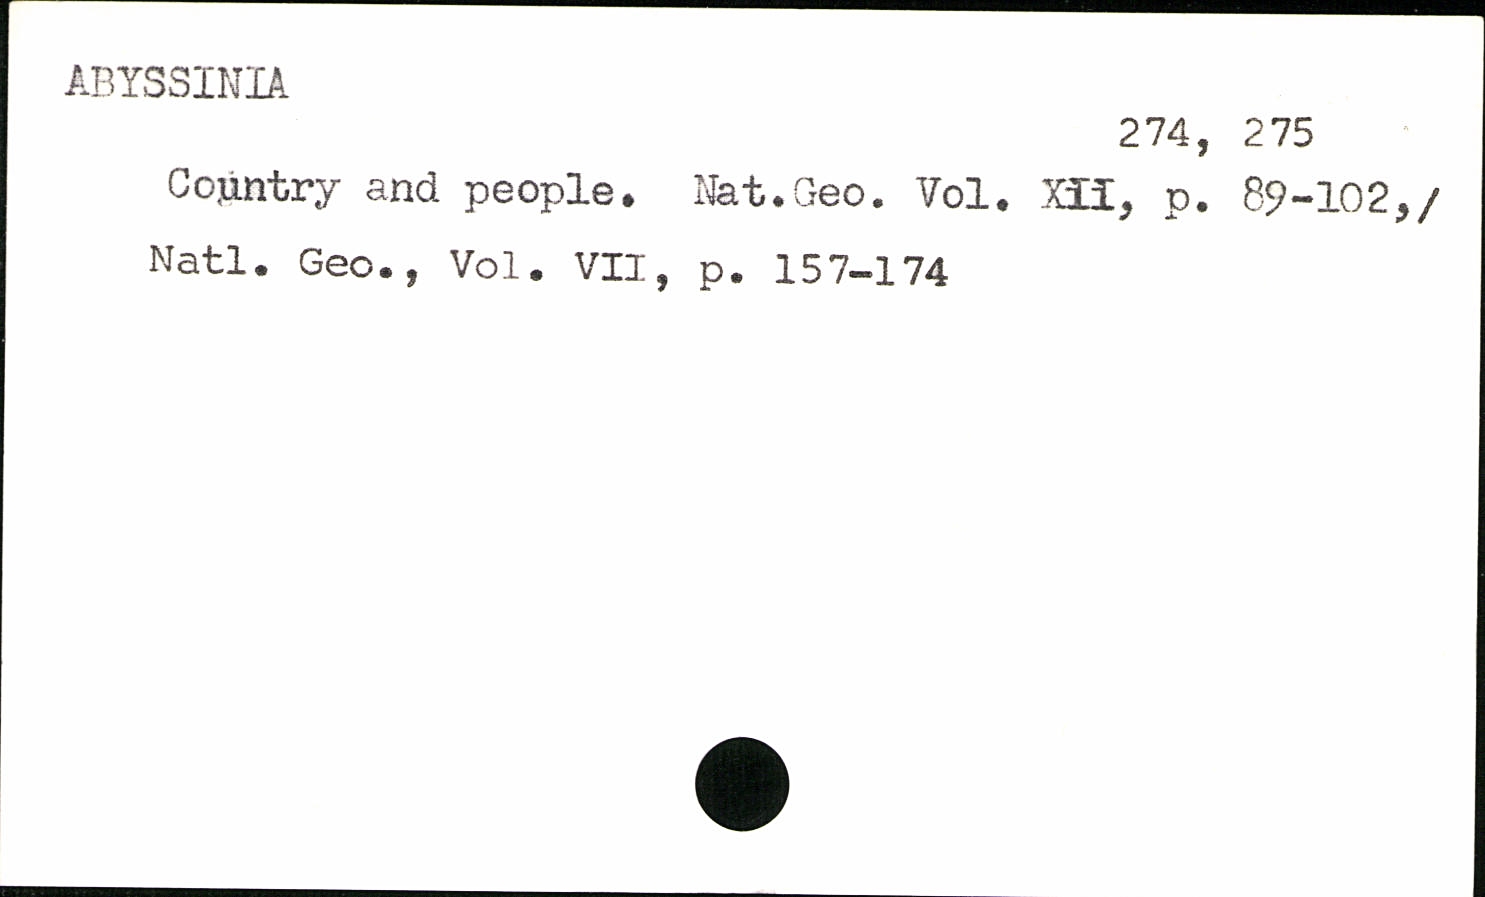 ABYSSINIA
274, 275
Country and people. Nat.Geo. Vol. XII, p. 89-102,/
Natl. Geo., Vol. VII, p. 157-174